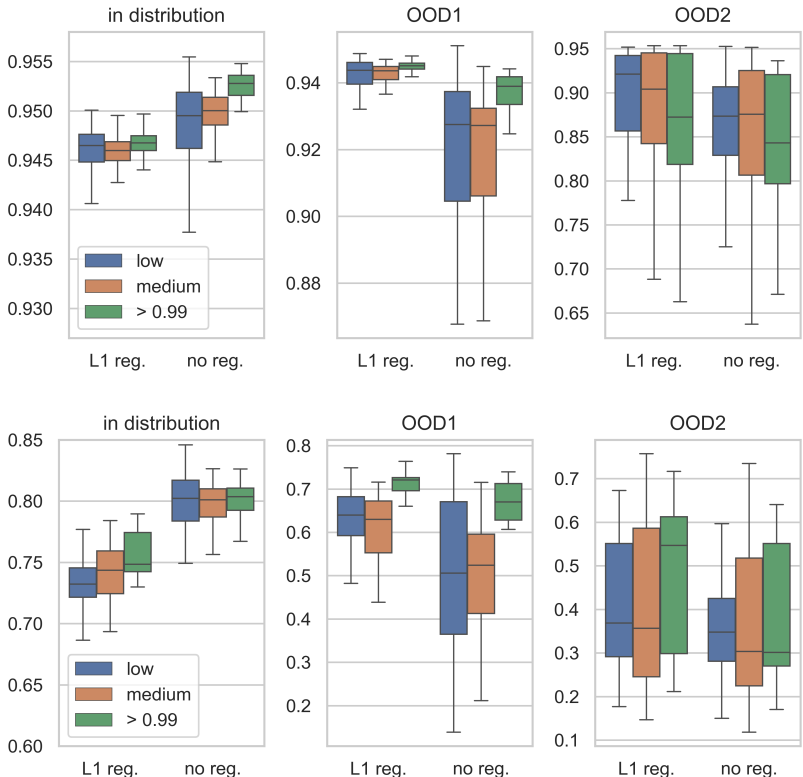 in distribution
0.955
0.950
0.945
0.940
0.935
0.930
low
medium
> 0.99
L1 reg.
no reg.
OOD1
0.94
0.92
0.90
0.88
L1 reg.
no reg.
OOD2
0.95
0.90
0.85
0.80
0.75
0.70
0.65
L1 reg.
no reg.
in distribution
0.85
0.80
0.75
0.70
0.65
0.60
low
medium
> 0.99
L1 reg.
no reg.
OOD1
0.8
0.7
0.6
0.5
0.4
0.3
0.2
L1 reg.
no reg.
OOD2
0.7
0.6
0.5
0.4
0.3
0.2
0.1
L1 reg.
no reg.